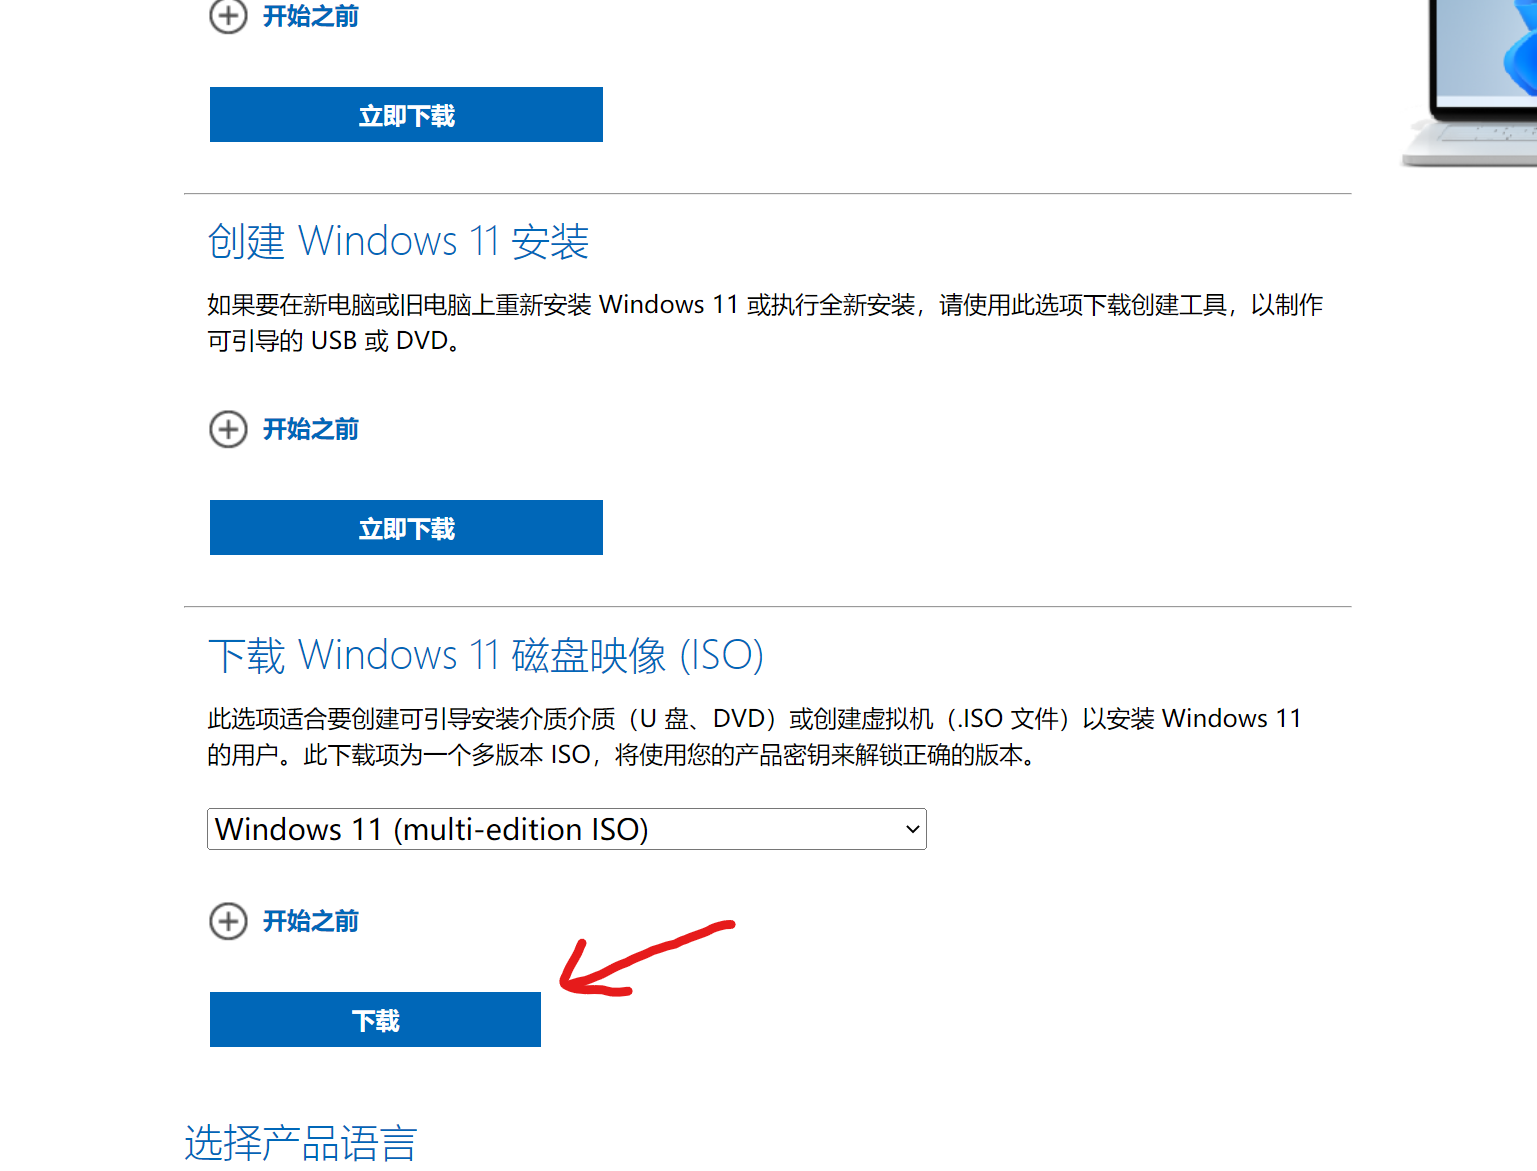 开始之前
立即下载
创建 Windows 11 安装
如果要在新电脑或旧电脑上重新安装 Windows 11 或执行全新安装，请使用此选项下载创建工具，以制作
可引导的 USB 或 DVD。
开始之前
立即下载
下载 Windows 11 磁盘映像 (ISO)
此选项适合要创建可引导安装介质介质（U 盘、DVD）或创建虚拟机（.ISO 文件）以安装 Windows 11
的用户。此下载项为一个多版本 ISO，将使用您的产品密钥来解锁正确的版本。
Windows 11 (multi-edition ISO)
开始之前
下载
选择产品语言